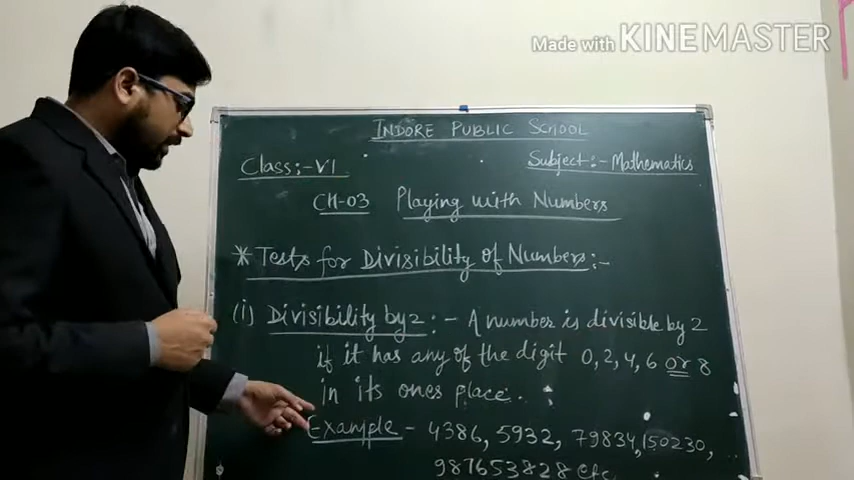 Made with KINEMASTER
INDORE PUBLIC SCHOOL
Class:- VI
Subject:- Mathematics
CH-03 Playing with Numbers
* Tests for Divisibility of Numbers:-
(i) Divisibility by 2:- A number is divisible by 2
if it has any of the digit 0, 2, 4, 6 or 8
in its ones place.
Example - 4386, 5932, 79834, 150230,
987653828 etc